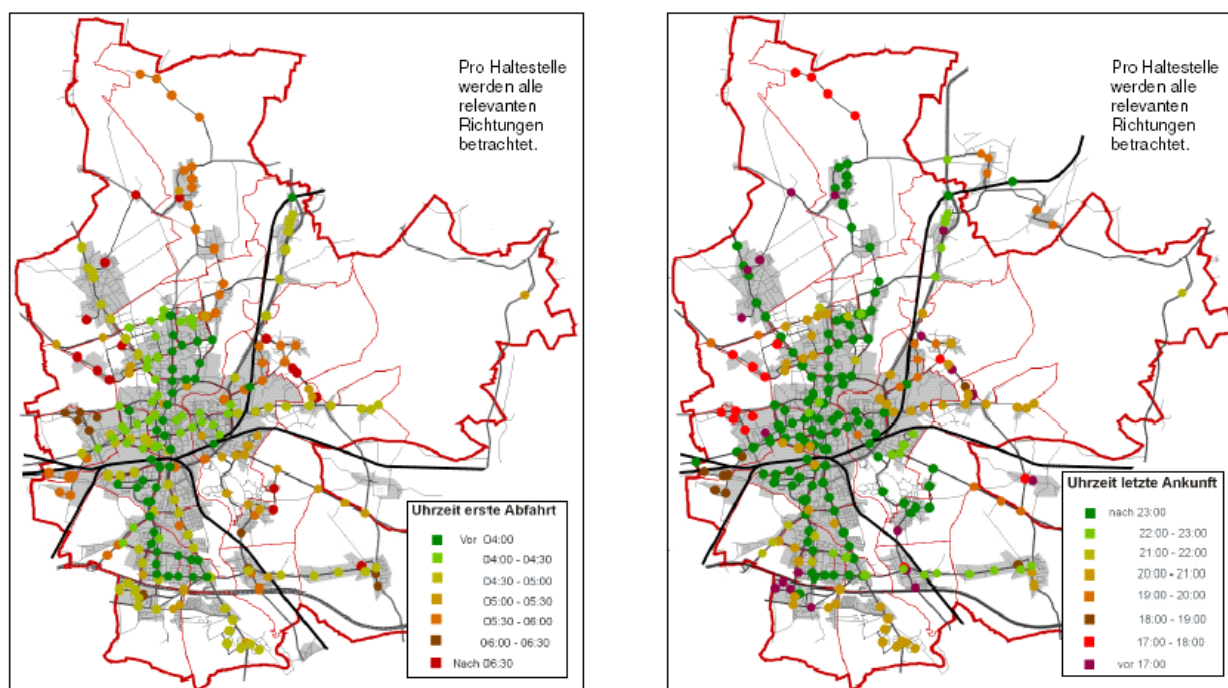 Pro Haltestelle
werden alle
relevanten
Richtungen
betrachtet.
Uhrzeit erste Abfahrt
Vor 04:00
04:00 - 04:30
04:30 - 05:00
05:00 - 05:30
05:30 - 06:00
06:00 - 06:30
Nach 06:30
Pro Haltestelle
werden alle
relevanten
Richtungen
betrachtet.
Uhrzeit letzte Ankunft
nach 23:00
22:00 - 23:00
21:00 - 22:00
20:00 - 21:00
19:00 - 20:00
18:00 - 19:00
17:00 - 18:00
vor 17:00